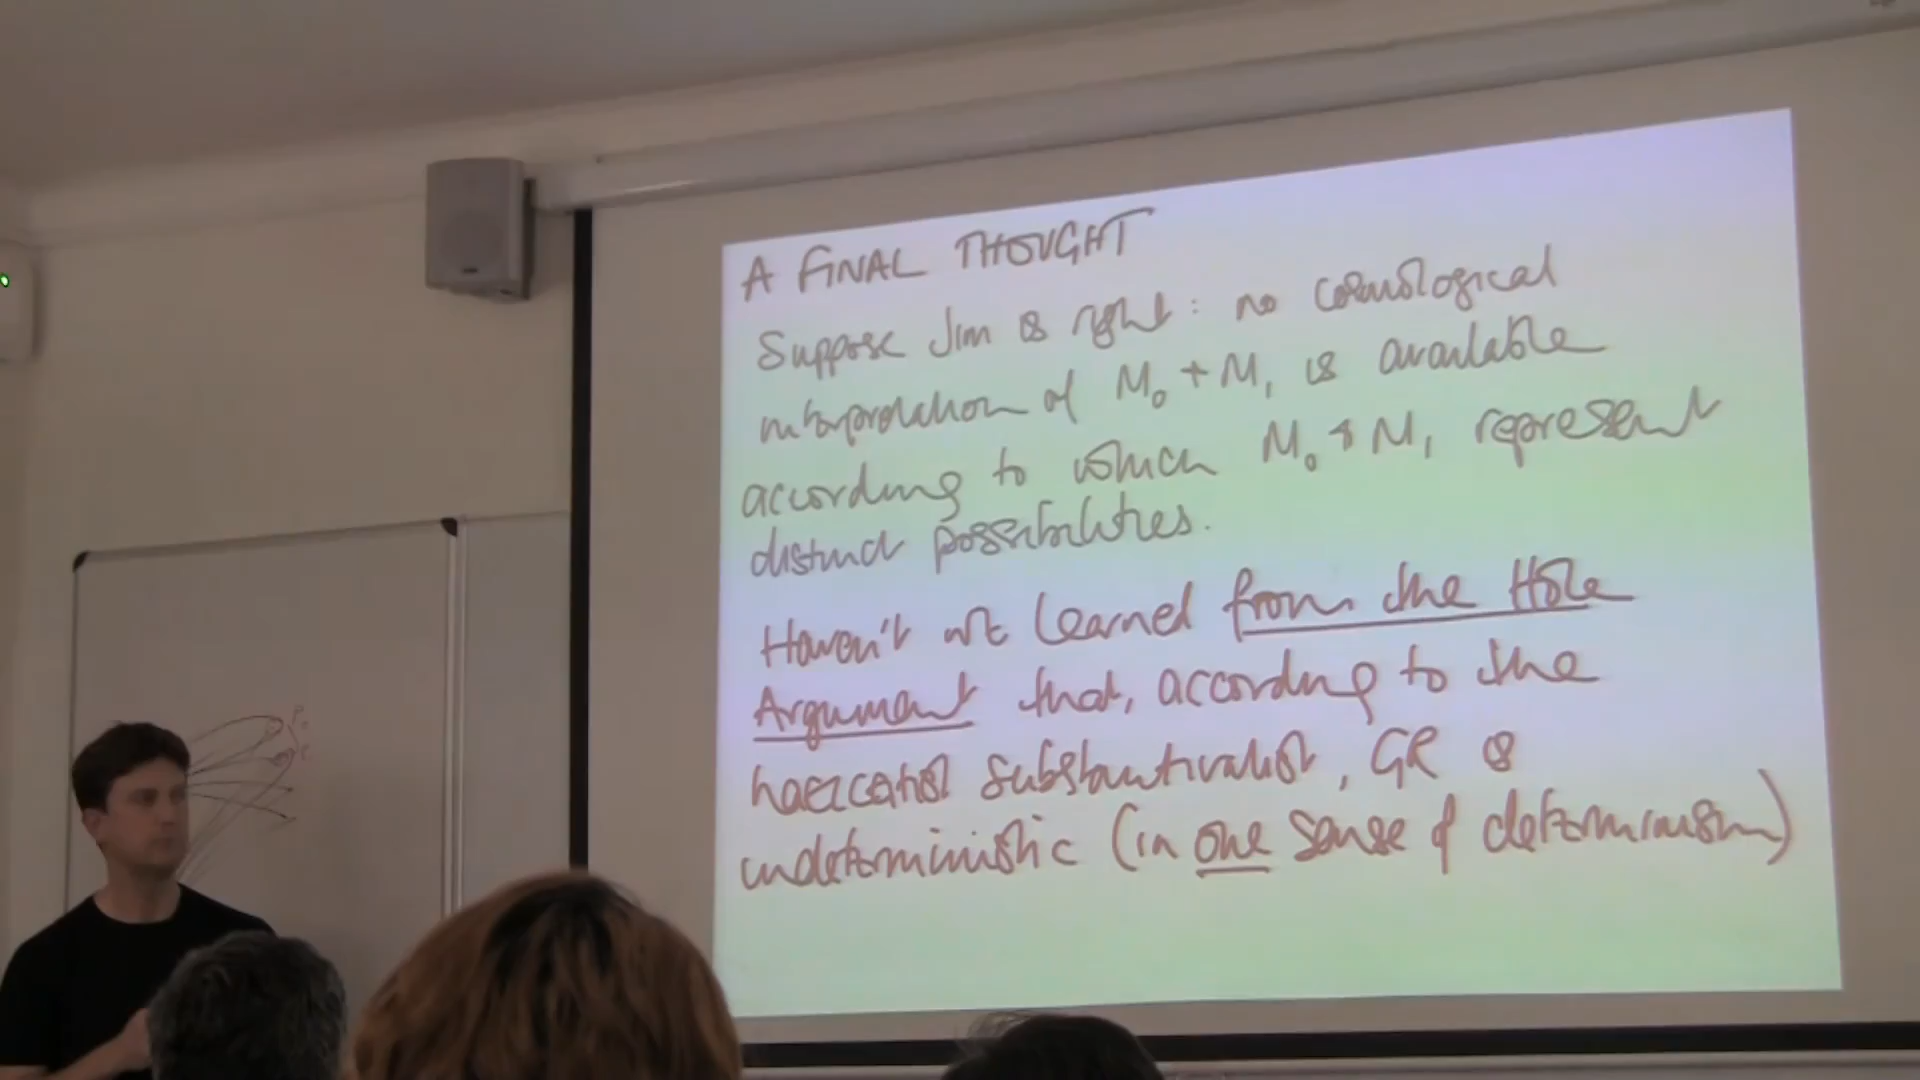 A FINAL THOUGHT
Suppose Jim is right: no cosmological
interpretation of M₀ + M₁ is available
according to which M₀ + M₁ represent
distinct possibilities.
Haven't we learned from the Hole
Argument that, according to the
haecceitist substantivalist, GR is
indeterministic (in one sense of determinism)